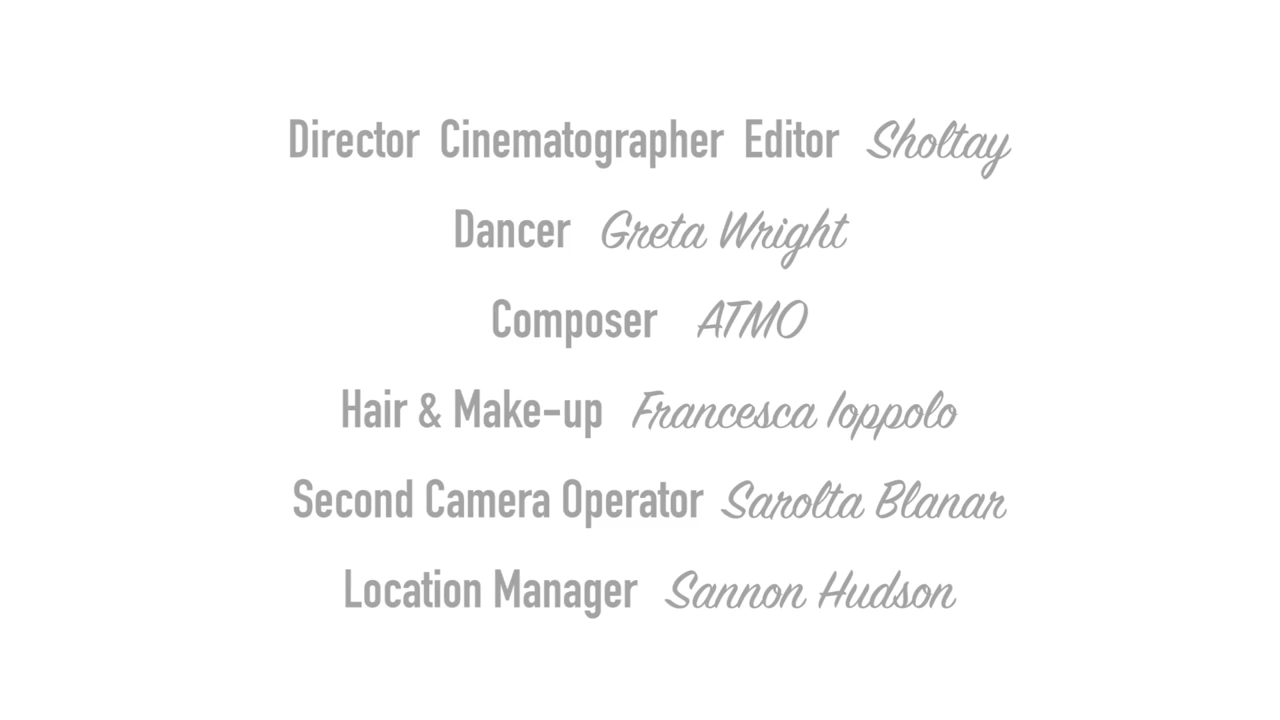 Director Cinematographer Editor Sholtay
Dancer Greta Wright
Composer ATMO
Hair & Make-up Francesca Ioppolo
Second Camera Operator Sarolta Blanar
Location Manager Sannon Hudson